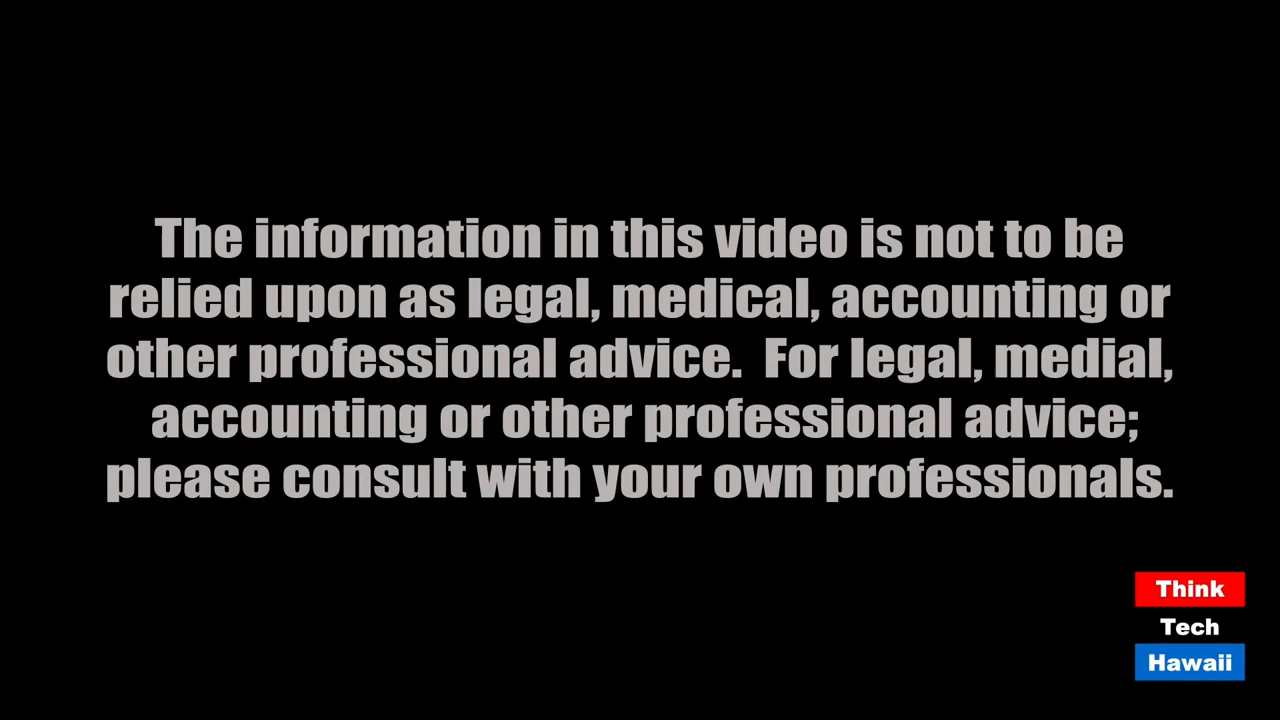 The information in this video is not to be
relied upon as legal, medical, accounting or
other professional advice.  For legal, medial,
accounting or other professional advice;
please consult with your own professionals.
Think
Tech
Hawaii